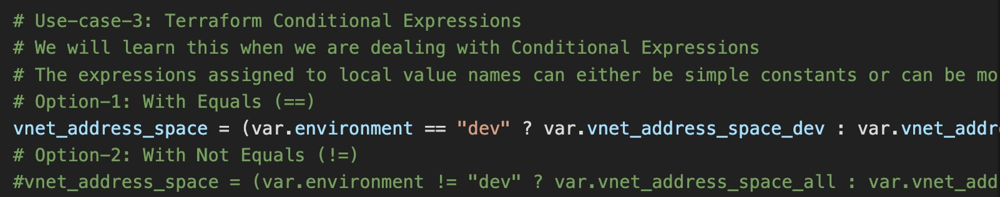 # Use-case-3: Terraform Conditional Expressions
# We will learn this when we are dealing with Conditional Expressions
# The expressions assigned to local value names can either be simple constants or can be mo
# Option-1: With Equals (==)
vnet_address_space = (var.environment == "dev" ? var.vnet_address_space_dev : var.vnet_addr
# Option-2: With Not Equals (!=)
#vnet_address_space = (var.environment != "dev" ? var.vnet_address_space_all : var.vnet_add